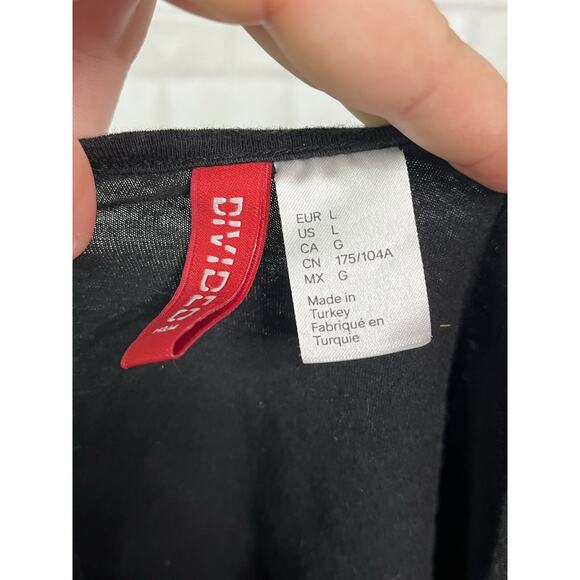 DIVIDED
H&M
EUR L
US L
CA G
CN 175/104A
MX G
Made in
Turkey
Fabriqué en
Turquie